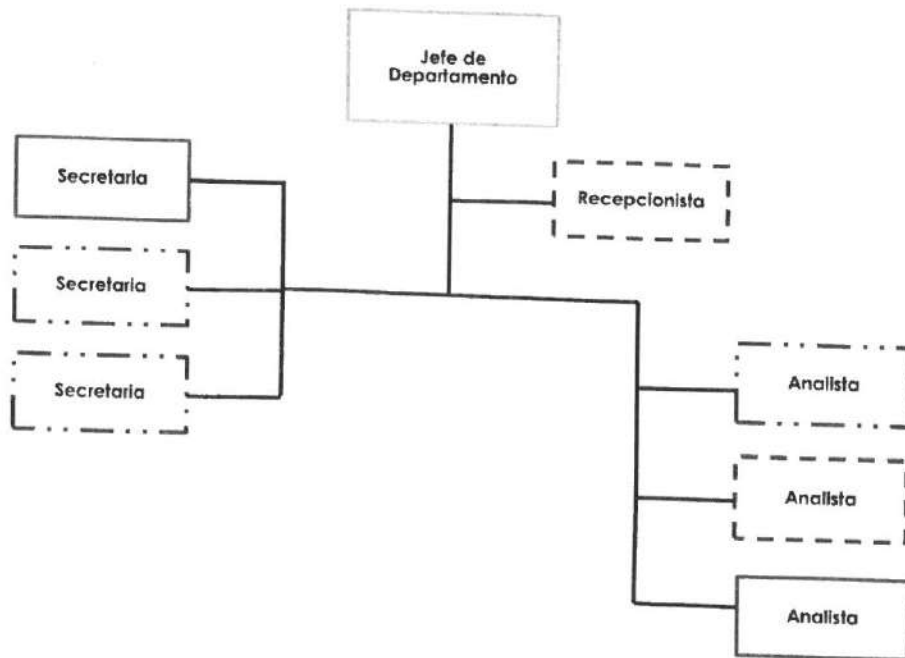 Jefe de
Departamento
Secretaria
Recepcionista
Secretaria
Secretaria
Analista
Analista
Analista